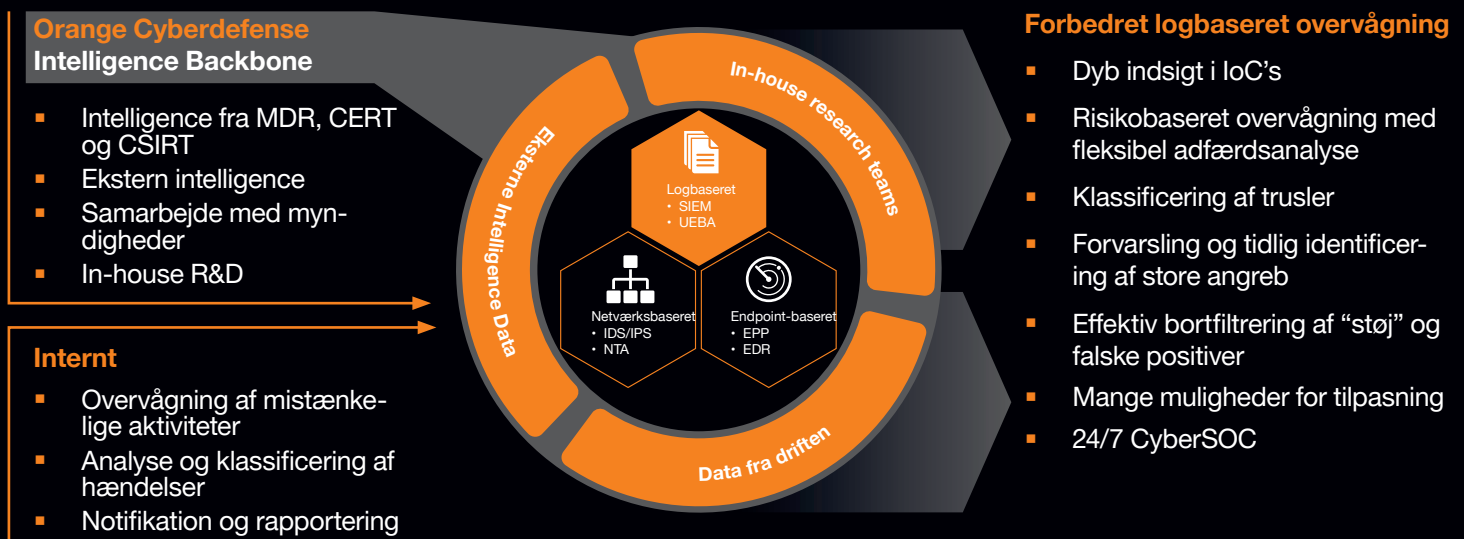 Orange Cyberdefense
Intelligence Backbone
▪ Intelligence fra MDR, CERT
og CSIRT
▪ Ekstern intelligence
▪ Samarbejde med myn-
digheder
▪ In-house R&D
Internt
▪ Overvågning af mistænke-
lige aktiviteter
▪ Analyse og klassificering af
hændelser
▪ Notifikation og rapportering
Eksterne Intelligence Data
In-house research teams
Data fra driften
Logbaseret
• SIEM
• UEBA
Netværksbaseret
• IDS/IPS
• NTA
Endpoint-baseret
• EPP
• EDR
Forbedret logbaseret overvågning
▪ Dyb indsigt i IoC's
▪ Risikobaseret overvågning med
fleksibel adfærdsanalyse
▪ Klassificering af trusler
▪ Forvarsling og tidlig identificer-
ing af store angreb
▪ Effektiv bortfiltrering af “støj” og
falske positiver
▪ Mange muligheder for tilpasning
▪ 24/7 CyberSOC